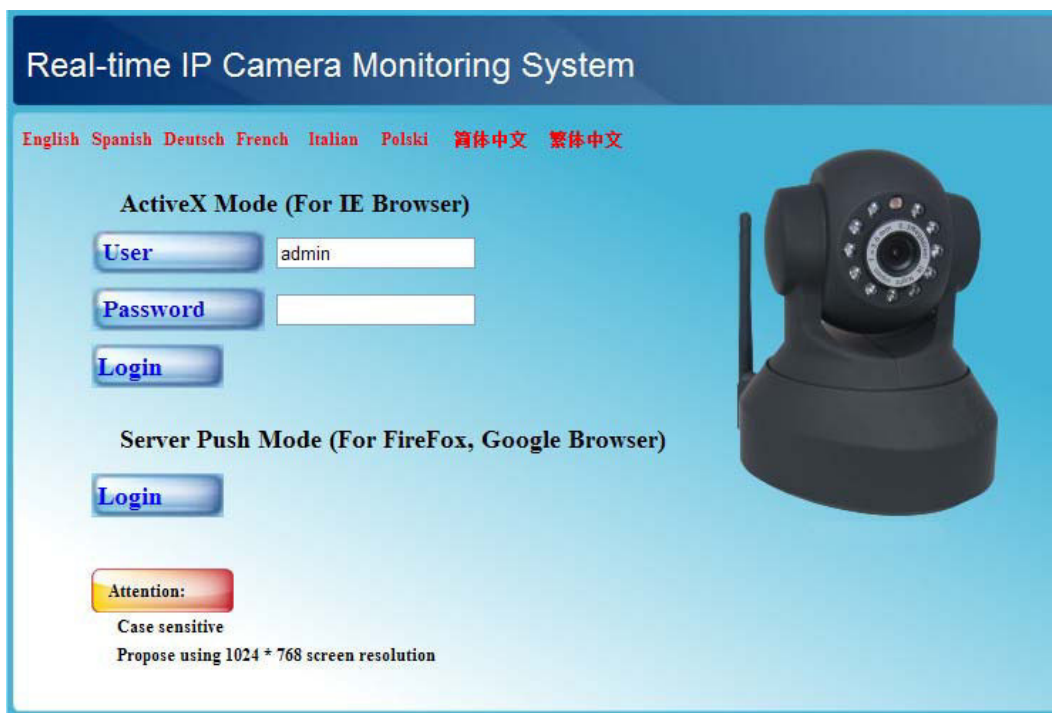 Real-time IP Camera Monitoring System
English Spanish Deutsch French Italian Polski 简体中文 繁体中文
ActiveX Mode (For IE Browser)
User admin
Password
Login
Server Push Mode (For FireFox, Google Browser)
Login
Attention:
Case sensitive
Propose using 1024 * 768 screen resolution